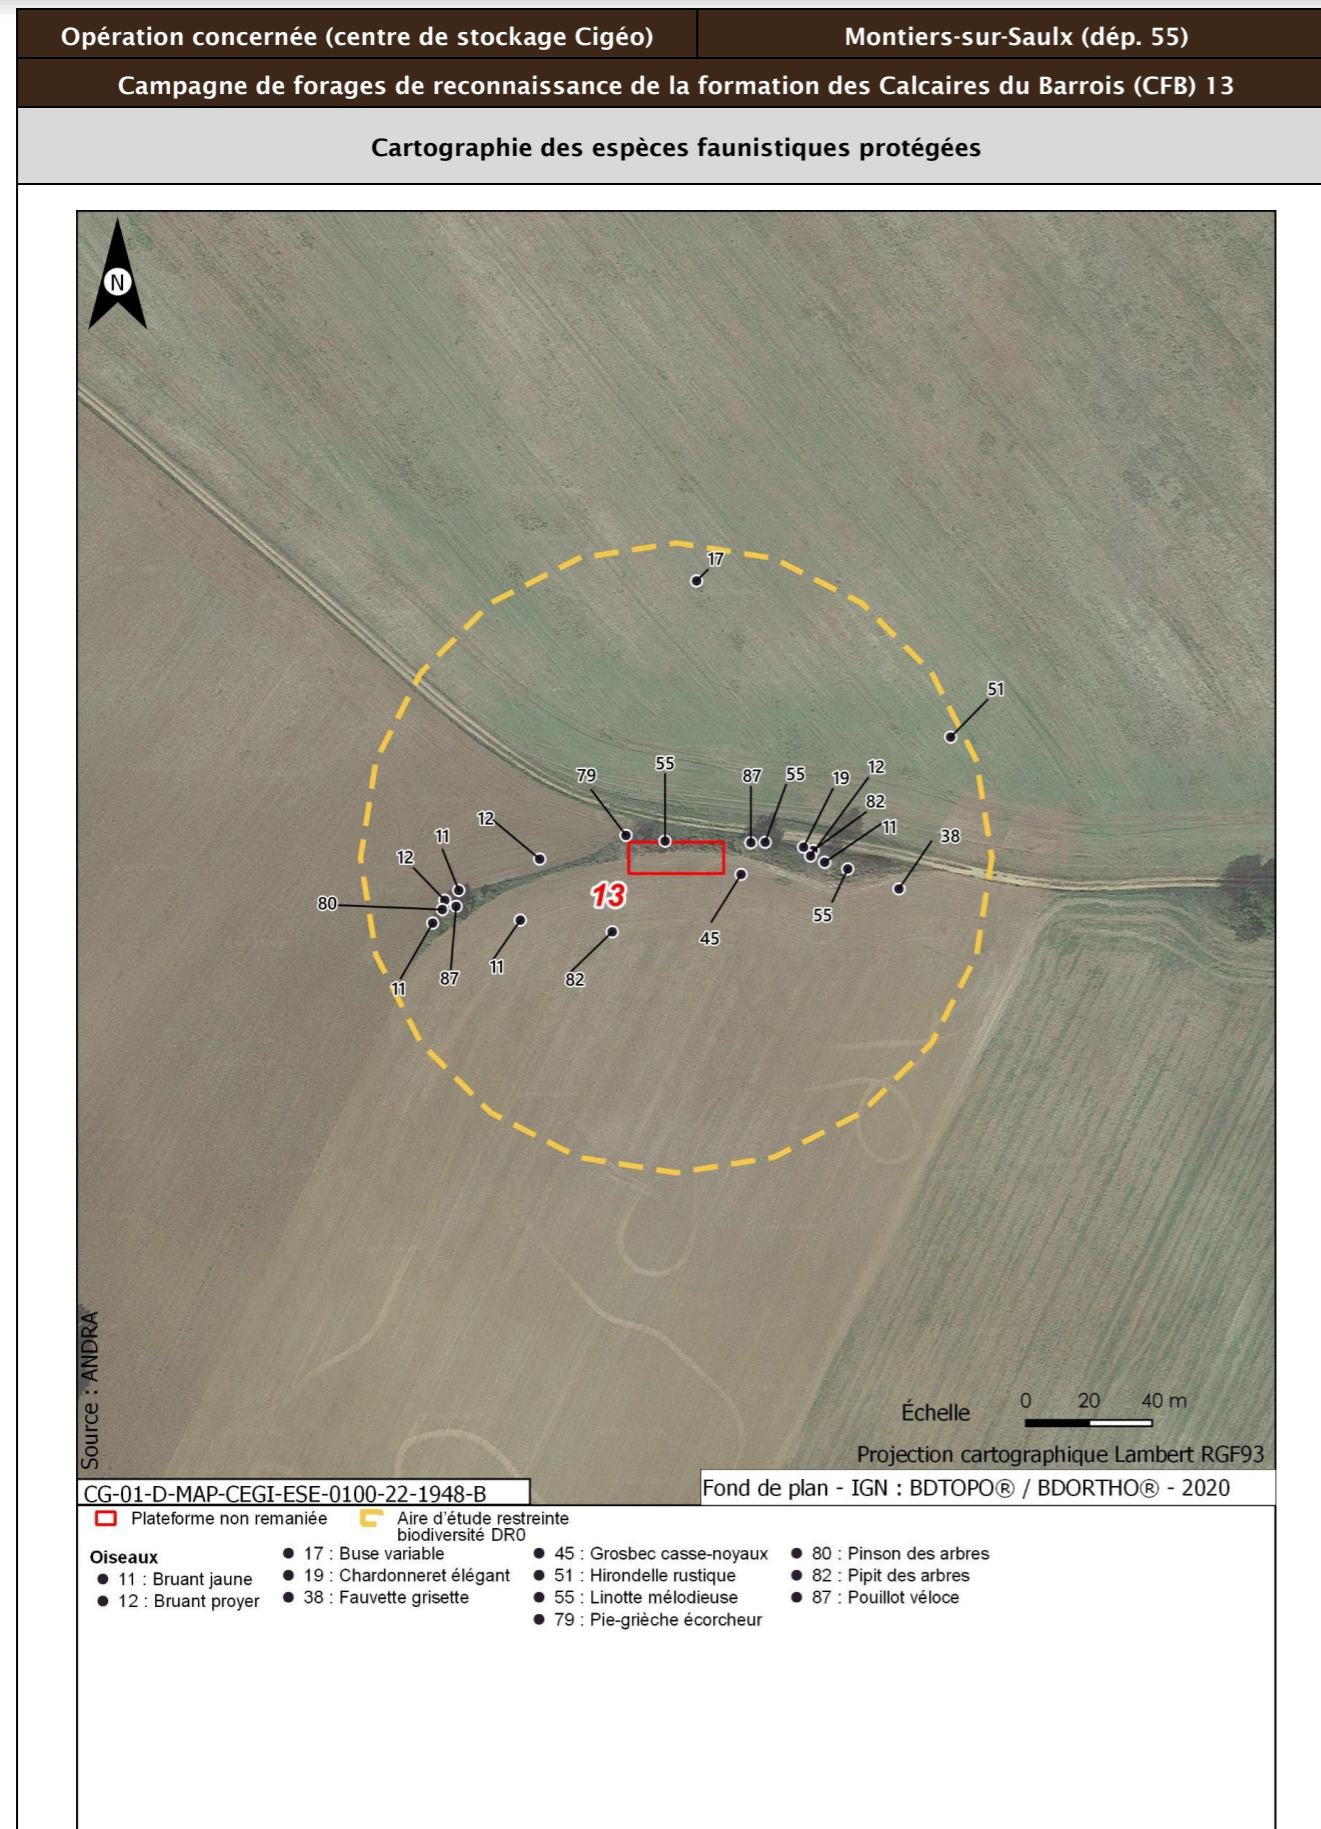 Opération concernée (centre de stockage Cigéo)
Montiers-sur-Saulx (dép. 55)
Campagne de forages de reconnaissance de la formation des Calcaires du Barrois (CFB) 13
Cartographie des espèces faunistiques protégées
N
17
51
79
55
87
55
19
12
82
11
38
12
11
12
80
11
87
11
82
13
45
55
Source : ANDRA
Échelle
0 20 40 m
Projection cartographique Lambert RGF93
CG-01-D-MAP-CEGI-ESE-0100-22-1948-B
Fond de plan - IGN : BDTOPO® / BDORTHO® - 2020
Plateforme non remaniée
Aire d'étude restreinte
biodiversité DR0
Oiseaux
11 : Bruant jaune
12 : Bruant proyer
17 : Buse variable
19 : Chardonneret élégant
38 : Fauvette grisette
45 : Grosbec casse-noyaux
51 : Hirondelle rustique
55 : Linotte mélodieuse
79 : Pie-grièche écorcheur
80 : Pinson des arbres
82 : Pipit des arbres
87 : Pouillot véloce